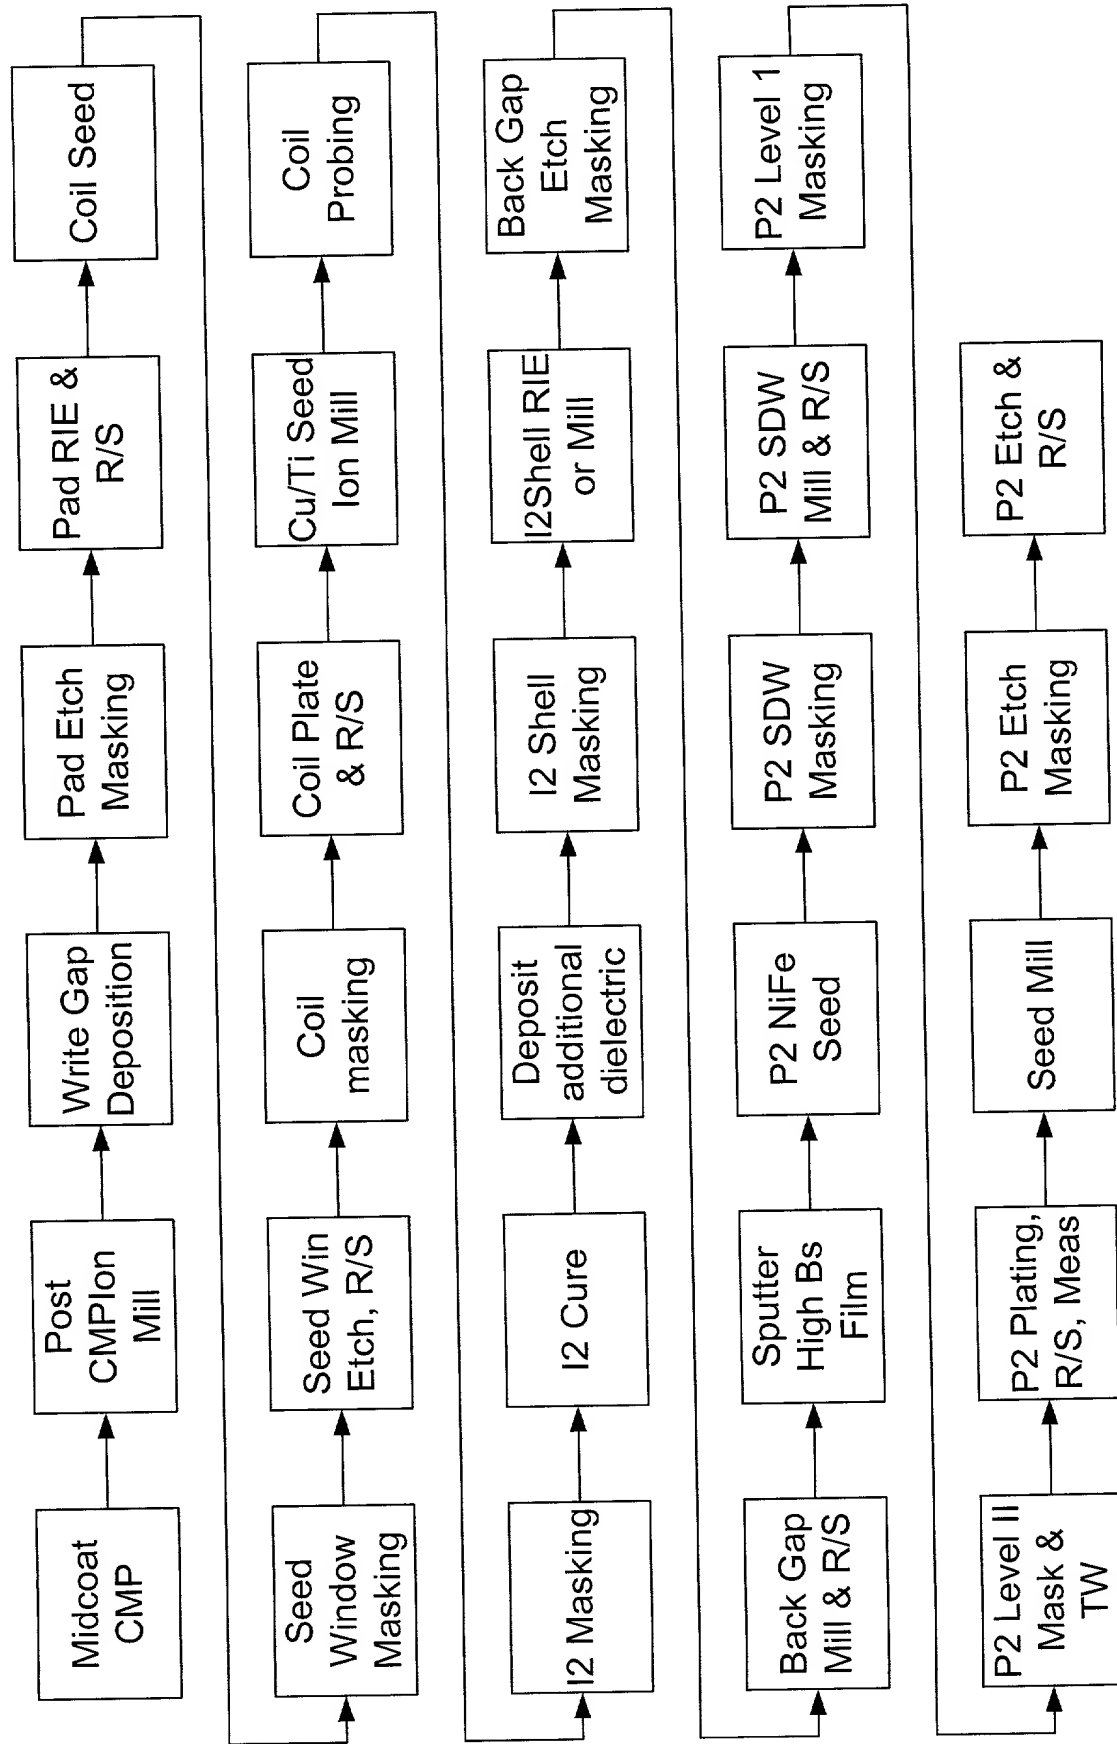 Midcoat
CMP
Post
CMPIon
Mill
Write Gap
Deposition
Pad Etch
Masking
Pad RIE &
R/S
Coil Seed
Seed
Window
Masking
Seed Win
Etch, R/S
Coil
masking
Coil Plate
& R/S
Cu/Ti Seed
Ion Mill
Coil
Probing
I2 Masking
I2 Cure
Deposit
additional
dielectric
I2 Shell
Masking
I2Shell RIE
or Mill
Back Gap
Etch
Masking
Back Gap
Mill & R/S
Sputter
High Bs
Film
P2 NiFe
Seed
P2 SDW
Masking
P2 SDW
Mill & R/S
P2 Level 1
Masking
P2 Level II
Mask &
TW
P2 Plating,
R/S, Meas
Seed Mill
P2 Etch
Masking
P2 Etch &
R/S